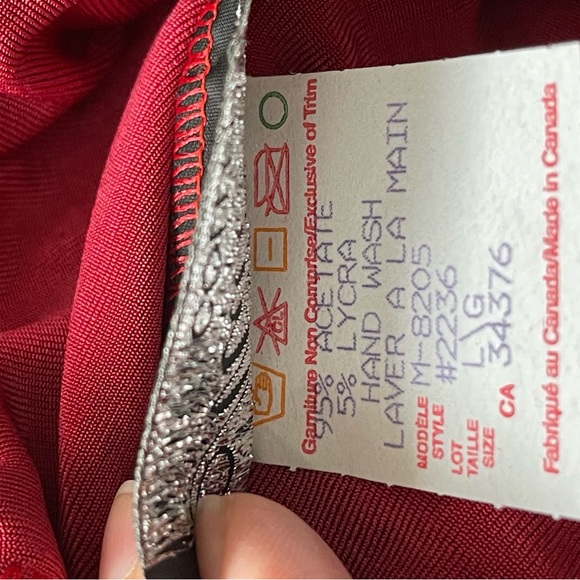 Garniture Non Comprise/Exclusive of Trim
95% ACETATE
5% LYCRA
HAND WASH
LAVER A LA MAIN
MODÈLE M-8205
STYLE
LOT #2236
TAILLE L\G
SIZE
CA 34376
Fabriqué au Canada/Made in Canada